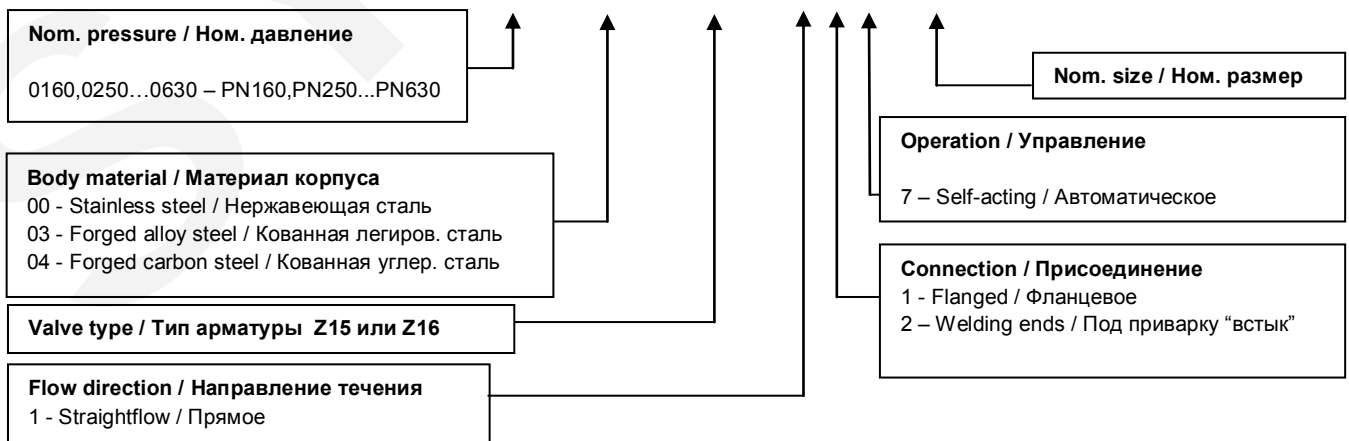 Nom. pressure / Ном. давление
0160,0250…0630 – PN160,PN250...PN630
Body material / Материал корпуса
00 - Stainless steel / Нержавеющая сталь
03 - Forged alloy steel / Кованная легиров. сталь
04 - Forged carbon steel / Кованная углер. сталь
Valve type / Тип арматуры  Z15 или Z16
Flow direction / Направление течения
1 - Straightflow / Прямое
Nom. size / Ном. размер
Operation / Управление
7 – Self-acting / Автоматическое
Connection / Присоединение
1 - Flanged / Фланцевое
2 – Welding ends / Под приварку “встык”